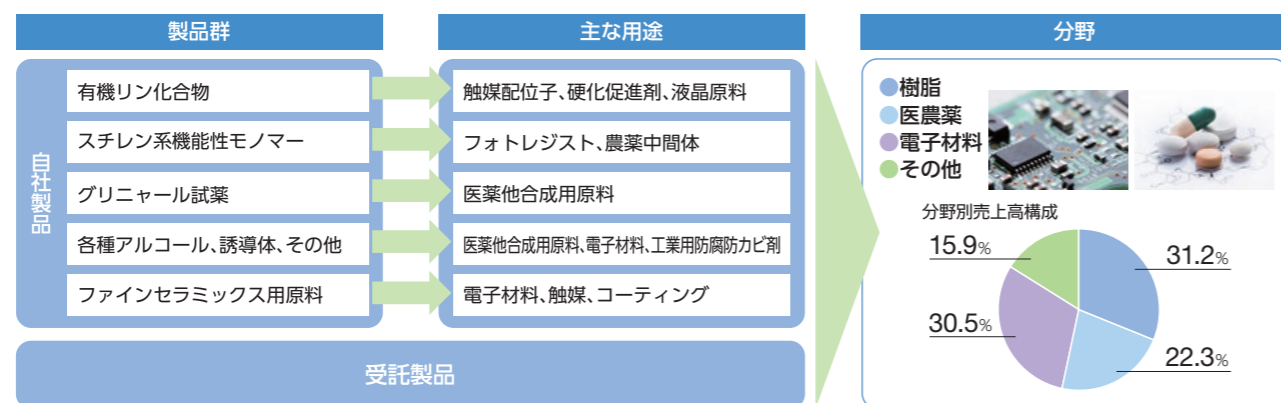 製品群
主な用途
分野
自社製品
有機リン化合物
触媒配位子、硬化促進剤、液晶原料
スチレン系機能性モノマー
フォトレジスト、農薬中間体
グリニャール試薬
医薬他合成用原料
各種アルコール、誘導体、その他
医薬他合成用原料、電子材料、工業用防腐防カビ剤
ファインセラミックス用原料
電子材料、触媒、コーティング
受託製品
●樹脂
●医農薬
●電子材料
●その他
分野別売上高構成
15.9%
31.2%
30.5%
22.3%